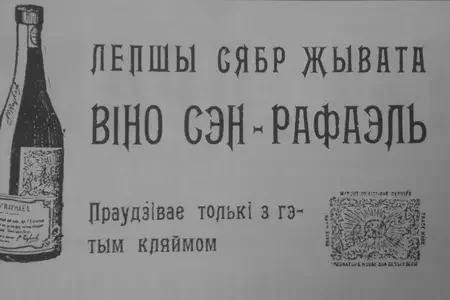 ЛЕПШЫ СЯБР ЖЫВАТА
ВІНО СЭН-РАФАЭЛЬ
Праудзівае толькі з гэ-
тым кляймом